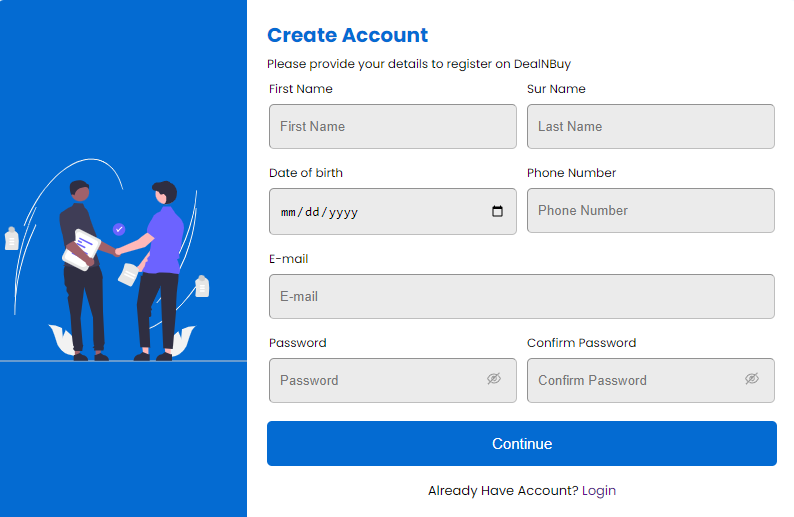 Create Account
Please provide your details to register on DealNBuy
First Name Sur Name
First Name Last Name
Date of birth Phone Number
mm/dd/yyyy Phone Number
E-mail
E-mail
Password Confirm Password
Password Confirm Password
Continue
Already Have Account? Login